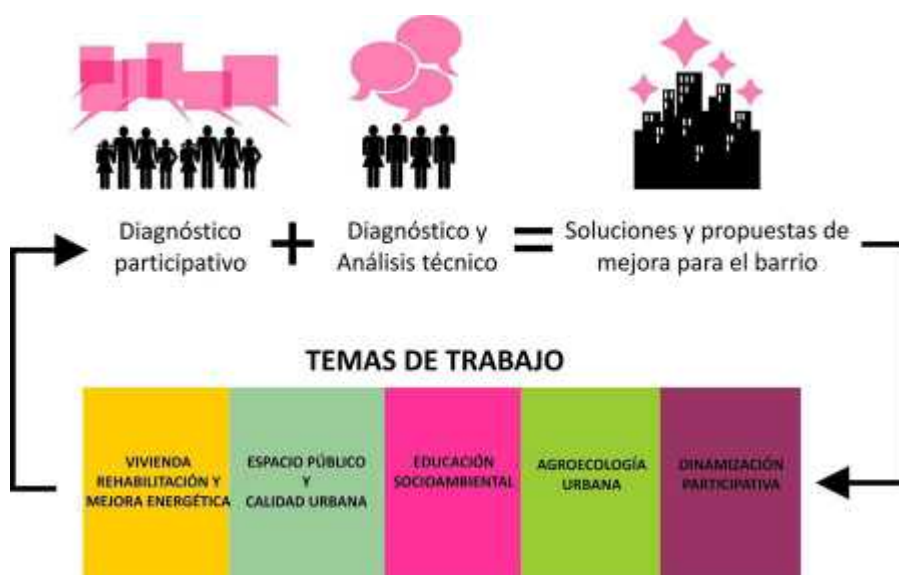 Diagnóstico
participativo
+
Diagnóstico y
Análisis técnico
=
Soluciones y propuestas de
mejora para el barrio
TEMAS DE TRABAJO
VIVIENDA
REHABILITACIÓN Y
MEJORA ENERGÉTICA
ESPACIO PÚBLICO
Y
CALIDAD URBANA
EDUCACIÓN
SOCIOAMBIENTAL
AGROECOLOGÍA
URBANA
DINAMIZACIÓN
PARTICIPATIVA